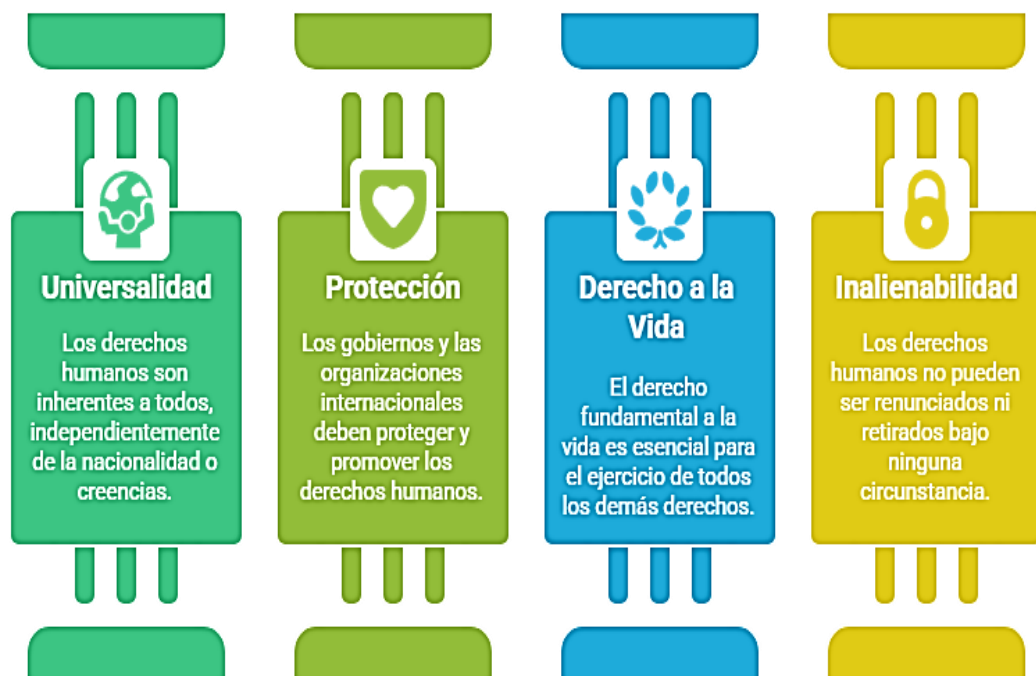 Universalidad
Los derechos
humanos son
inherentes a todos,
independientemente
de la nacionalidad o
creencias.
Protección
Los gobiernos y las
organizaciones
internacionales
deben proteger y
promover los
derechos humanos.
Derecho a la
Vida
El derecho
fundamental a la
vida es esencial para
el ejercicio de todos
los demás derechos.
Inalienabilidad
Los derechos
humanos no pueden
ser renunciados ni
retirados bajo
ninguna
circunstancia.